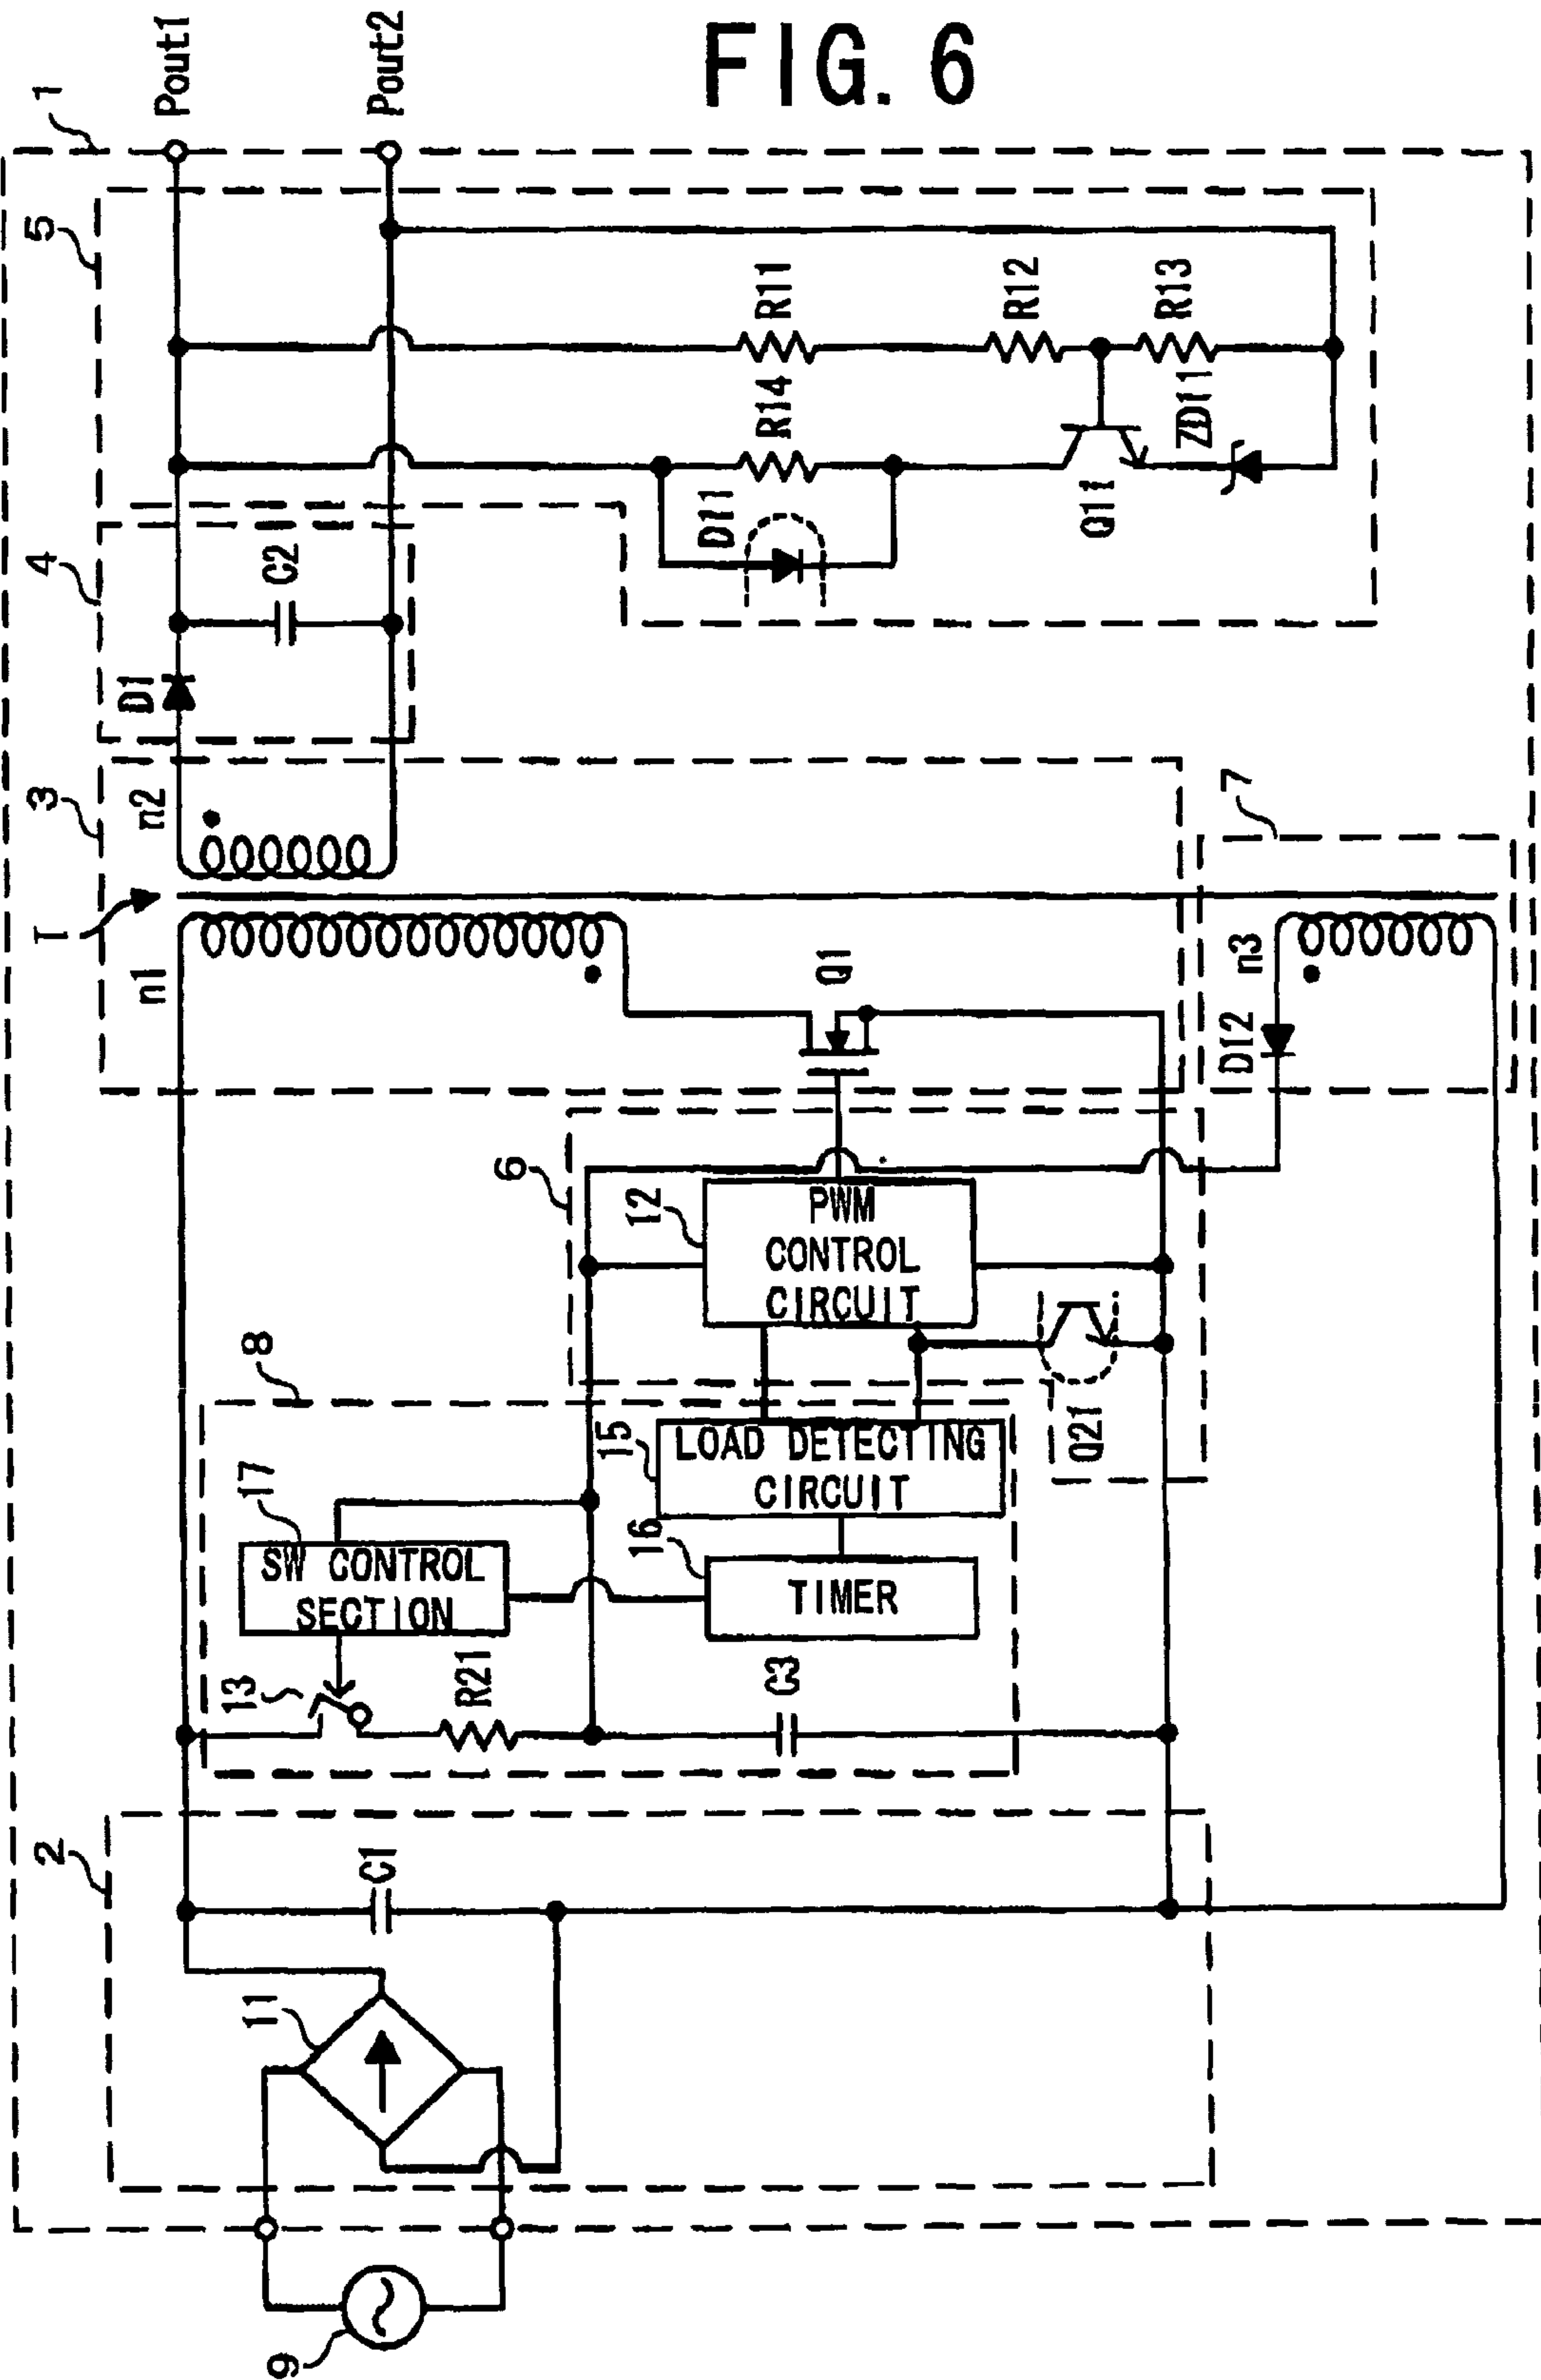 FIG. 6
1
Pout1
Pout2
5
R11
R12
R13
R14
ZD11
D11
Q11
4
C2
D1
3
n2
T
n1
Q1
7
n3
D12
6
12
PWM
CONTROL
CIRCUIT
Q21
8
15
LOAD DETECTING
CIRCUIT
17
SW CONTROL
SECTION
16
TIMER
13
R21
C3
2
C1
11
9